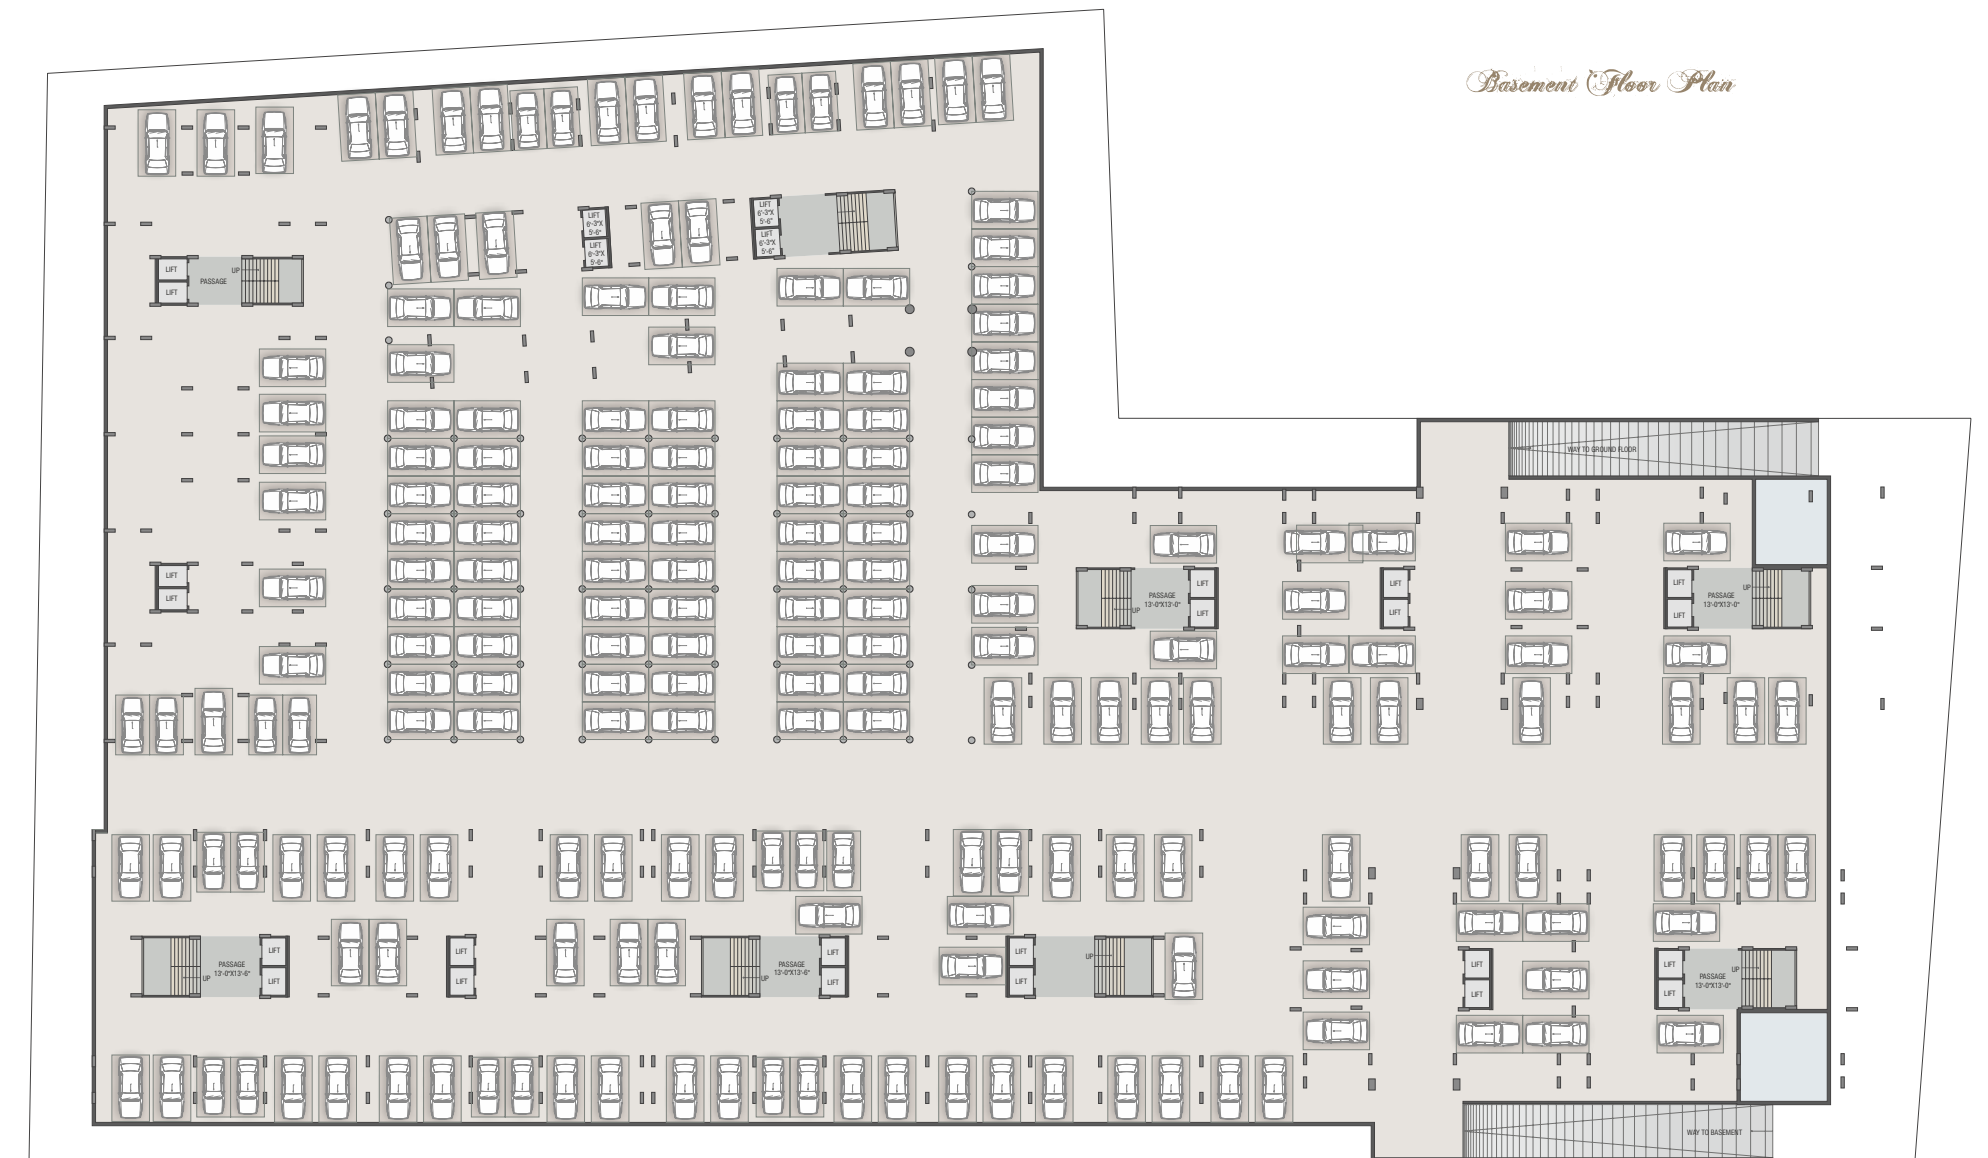 Basement Floor Plan
LIFT
6'-3"X
5'-6"
LIFT
6'-3"X
5'-6"
LIFT
6'-3"X
5'-6"
LIFT
6'-3"X
5'-6"
LIFT
LIFT
PASSAGE
UP
WAY TO GROUND FLOOR
LIFT
LIFT
UP
PASSAGE
13'-0"X13'-0"
LIFT
LIFT
LIFT
LIFT
LIFT
LIFT
PASSAGE
13'-0"X13'-0"
UP
UP
PASSAGE
13'-0"X13'-6"
LIFT
LIFT
LIFT
LIFT
UP
PASSAGE
13'-0"X13'-6"
LIFT
LIFT
LIFT
LIFT
UP
LIFT
LIFT
LIFT
LIFT
PASSAGE
13'-0"X13'-0"
UP
WAY TO BASEMENT